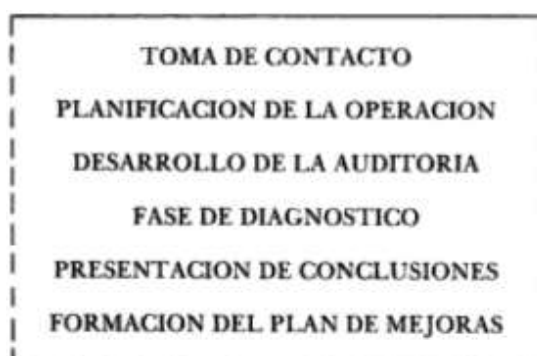 TOMA DE CONTACTO
PLANIFICACION DE LA OPERACION
DESARROLLO DE LA AUDITORIA
FASE DE DIAGNOSTICO
PRESENTACION DE CONCLUSIONES
FORMACION DEL PLAN DE MEJORAS